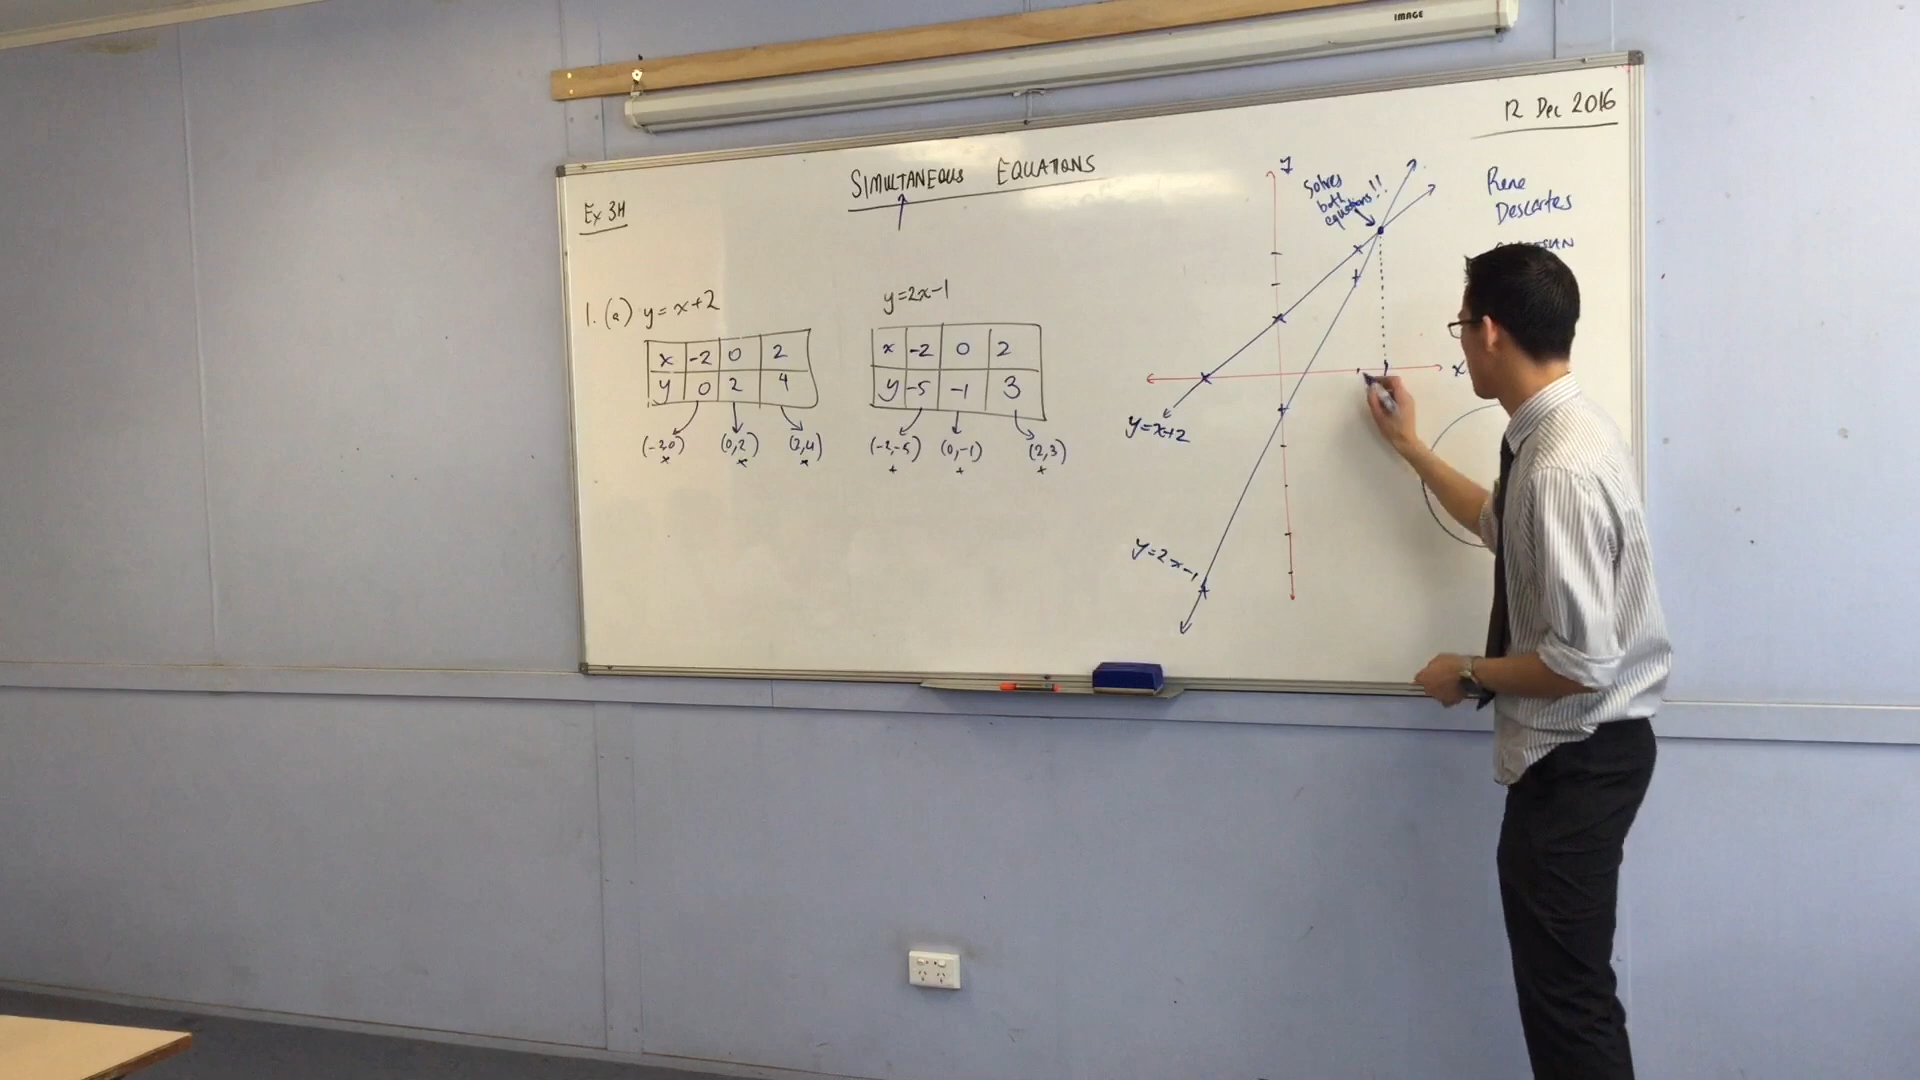 IMAGE
12 Dec 2016
SIMULTANEOUS EQUATIONS
Ex 3H
1. (a) y = x+2
x -2 0 2
y 0 2 4
(-2,0) (0,2) (2,4)
x x x
y=2x-1
x -2 0 2
y -5 -1 3
(-2,-5) (0,-1) (2,3)
+ + +
y
Solves
both
equations!!
x
y=x+2
y=2x-1
Rene
Descartes